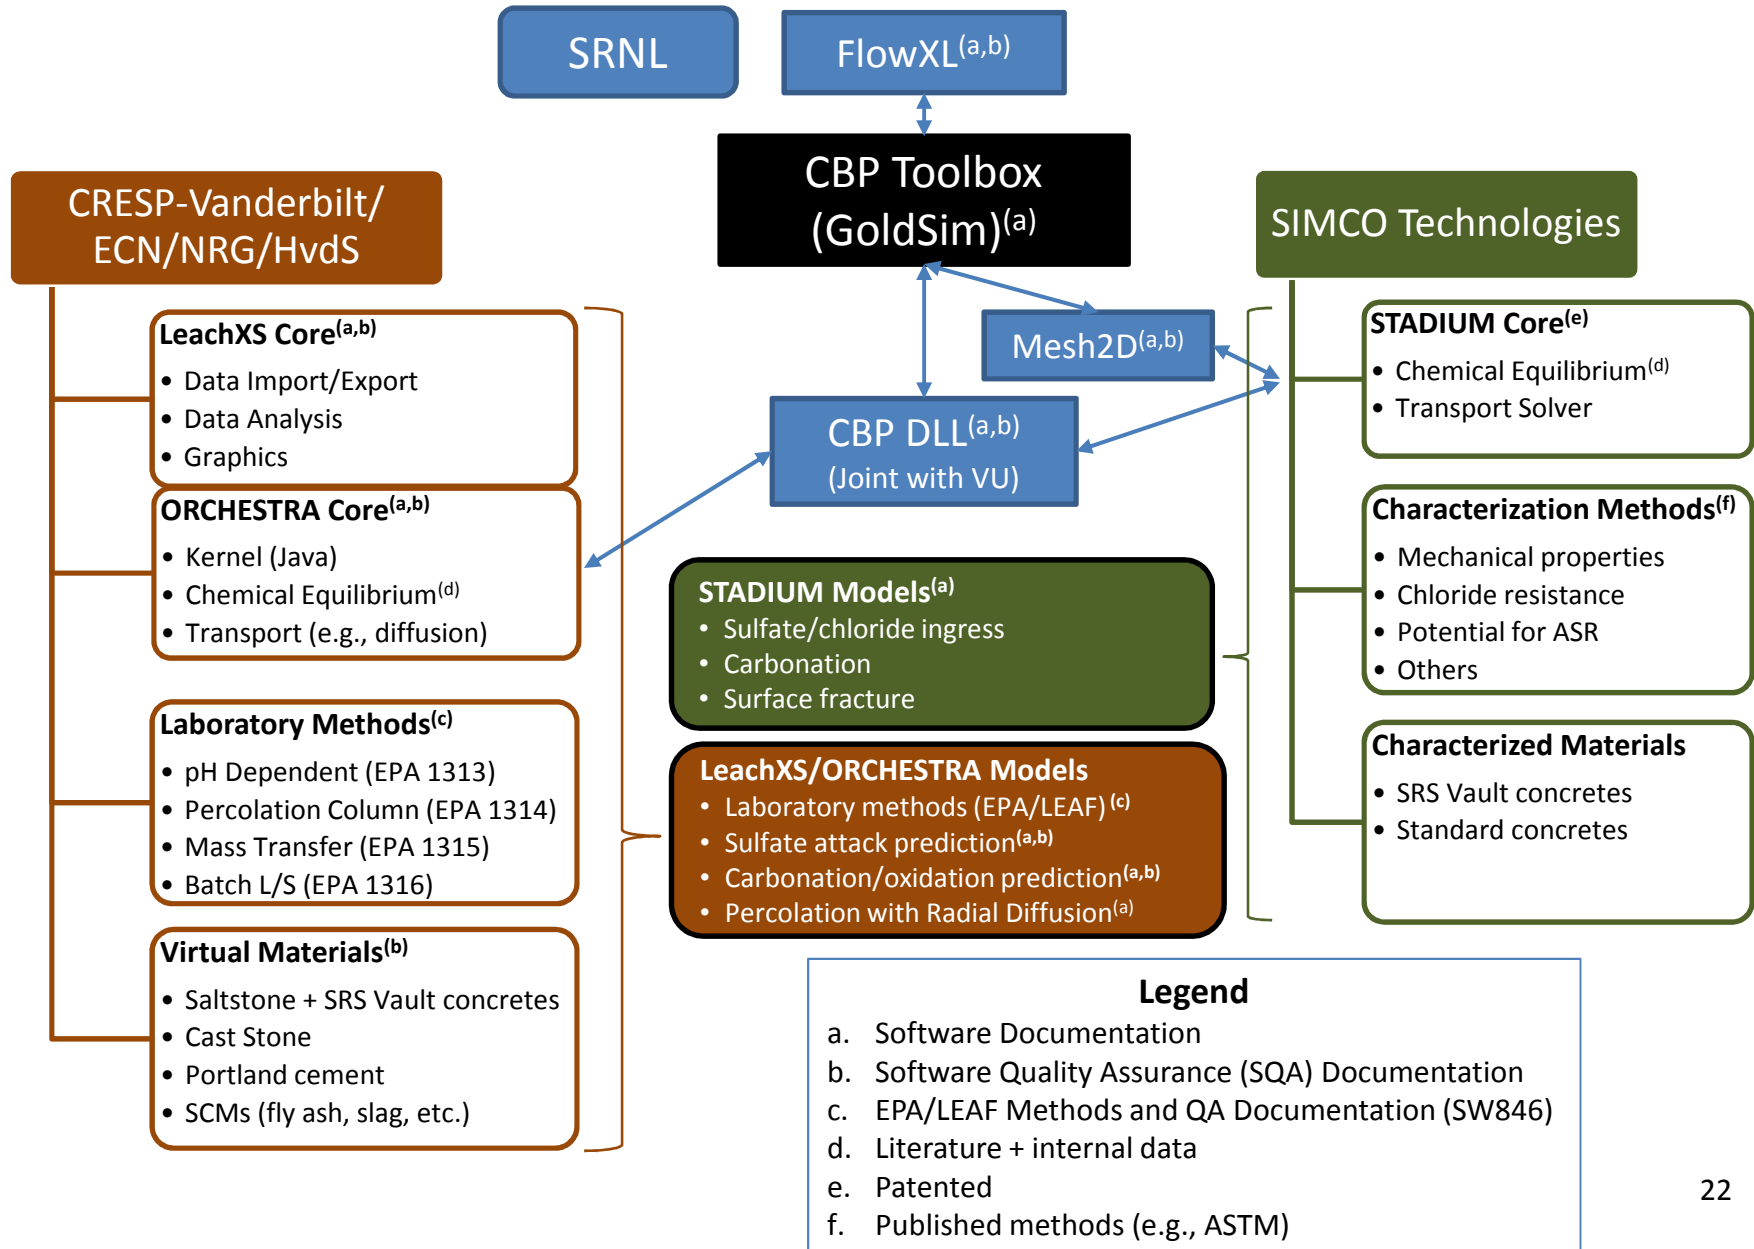 SRNL
FlowXL(a,b)
CBP Toolbox
(GoldSim)(a)
CRESP-Vanderbilt/
ECN/NRG/HvdS
SIMCO Technologies
LeachXS Core(a,b)
• Data Import/Export
• Data Analysis
• Graphics
ORCHESTRA Core(a,b)
• Kernel (Java)
• Chemical Equilibrium(d)
• Transport (e.g., diffusion)
Laboratory Methods(c)
• pH Dependent (EPA 1313)
• Percolation Column (EPA 1314)
• Mass Transfer (EPA 1315)
• Batch L/S (EPA 1316)
Virtual Materials(b)
• Saltstone + SRS Vault concretes
• Cast Stone
• Portland cement
• SCMs (fly ash, slag, etc.)
Mesh2D(a,b)
CBP DLL(a,b)
(Joint with VU)
STADIUM Models(a)
• Sulfate/chloride ingress
• Carbonation
• Surface fracture
LeachXS/ORCHESTRA Models
• Laboratory methods (EPA/LEAF) (c)
• Sulfate attack prediction(a,b)
• Carbonation/oxidation prediction(a,b)
• Percolation with Radial Diffusion(a)
STADIUM Core(e)
• Chemical Equilibrium(d)
• Transport Solver
Characterization Methods(f)
• Mechanical properties
• Chloride resistance
• Potential for ASR
• Others
Characterized Materials
• SRS Vault concretes
• Standard concretes
Legend
a. Software Documentation
b. Software Quality Assurance (SQA) Documentation
c. EPA/LEAF Methods and QA Documentation (SW846)
d. Literature + internal data
e. Patented
f. Published methods (e.g., ASTM)
22